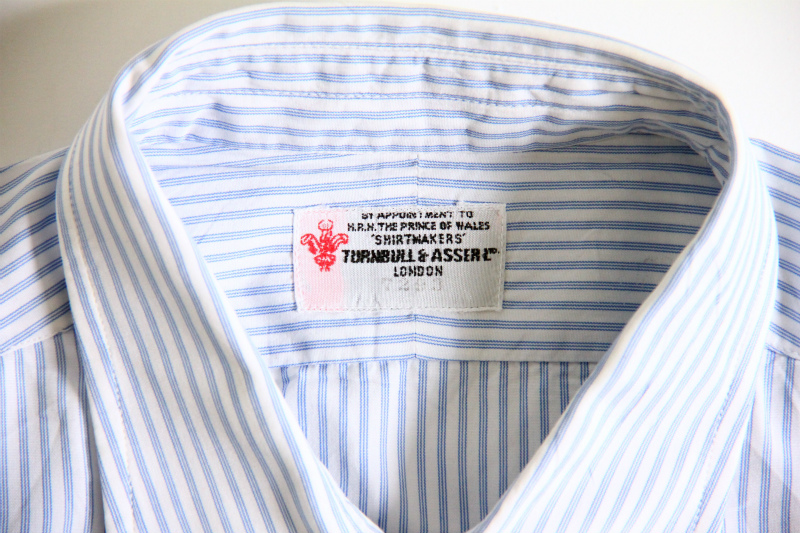 BY APPOINTMENT TO
H.R.H. THE PRINCE OF WALES
"SHIRTMAKERS"
TURNBULL & ASSER LTD
LONDON